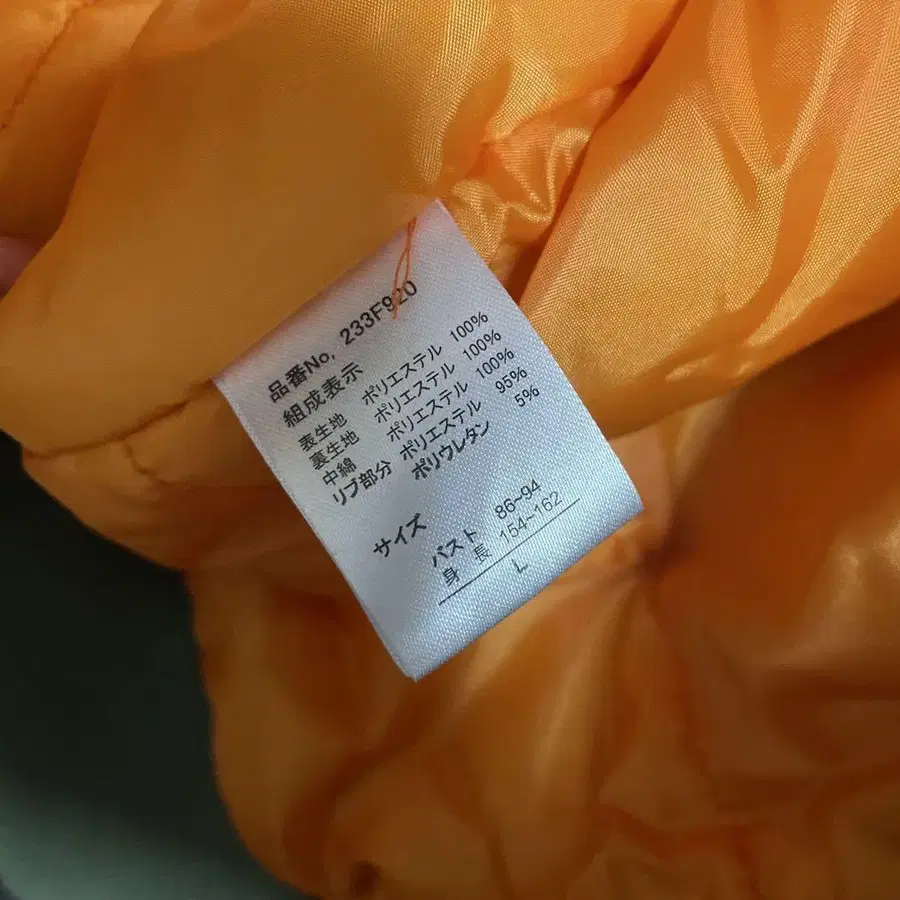 品番No. 233F920
組成表示
表生地 ポリエステル 100%
裏生地 ポリエステル 100%
中綿 ポリエステル 100%
リブ部分 ポリエステル 95%
ポリウレタン 5%
サイズ
バスト 86~94
身長 154~162
L